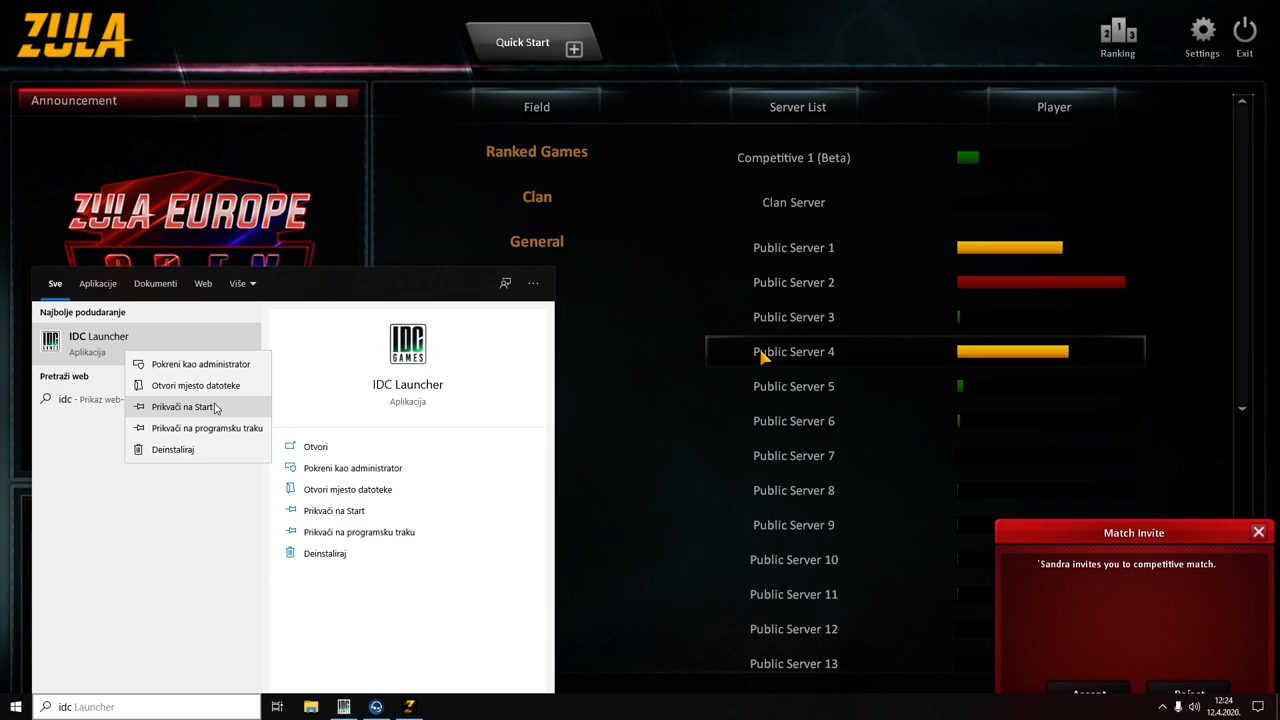 ZULA
Quick Start
Ranking
Settings
Exit
Announcement
Field
Server List
Player
Ranked Games
Clan
General
Competitive 1 (Beta)
Clan Server
Public Server 1
Public Server 2
Public Server 3
Public Server 4
Public Server 5
Public Server 6
Public Server 7
Public Server 8
Public Server 9
Public Server 10
Public Server 11
Public Server 12
Public Server 13
ZULA EUROPE
Sve
Aplikacije
Dokumenti
Web
Više
Najbolje podudaranje
IDC Launcher
Aplikacija
Pretraži web
idc - Prikaz web-
Pokreni kao administrator
Otvori mjesto datoteke
Prikvači na Start
Prikvači na programsku traku
Deinstaliraj
IDC
GAMES
IDC Launcher
Aplikacija
Otvori
Pokreni kao administrator
Otvori mjesto datoteke
Prikvači na Start
Prikvači na programsku traku
Deinstaliraj
Match Invite
`Sandra invites you to competitive match.
Accept
Reject
idc Launcher
12:24
12.4.2020.